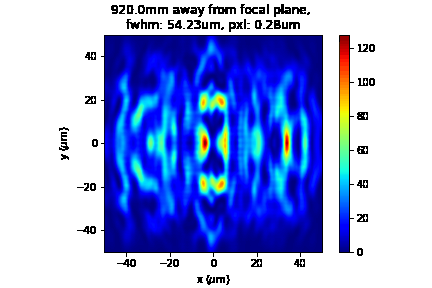 920.0mm away from focal plane,
fwhm: 54.23um, pxl: 0.28um
40
20
0
−20
−40
y (μm)
−40 −20 0 20 40
x (μm)
120
100
80
60
40
20
0